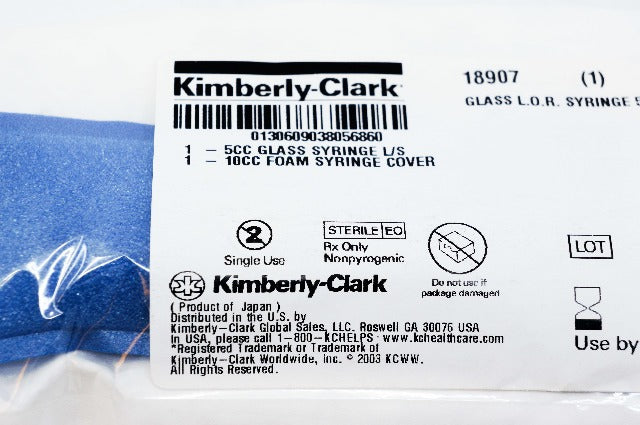 Kimberly-Clark
18907 (1)
GLASS L.O.R. SYRINGE
0130609038056860
1 – 5CC GLASS SYRINGE L/S
1 – 10CC FOAM SYRINGE COVER
2
Single Use
STERILE EO
Rx Only
Nonpyrogenic
Do not use if
package damaged
LOT
Use by
Kimberly-Clark
( Product of Japan )
Distributed in the U.S. by
Kimberly–Clark Global Sales, LLC. Roswell GA 30076 USA
In USA, please call 1–800–KCHELPS · www.kchealthcare.com
*Registered Trademark or Trademark of
Kimberly–Clark Worldwide, Inc. © 2003 KCWW.
All Rights Reserved.